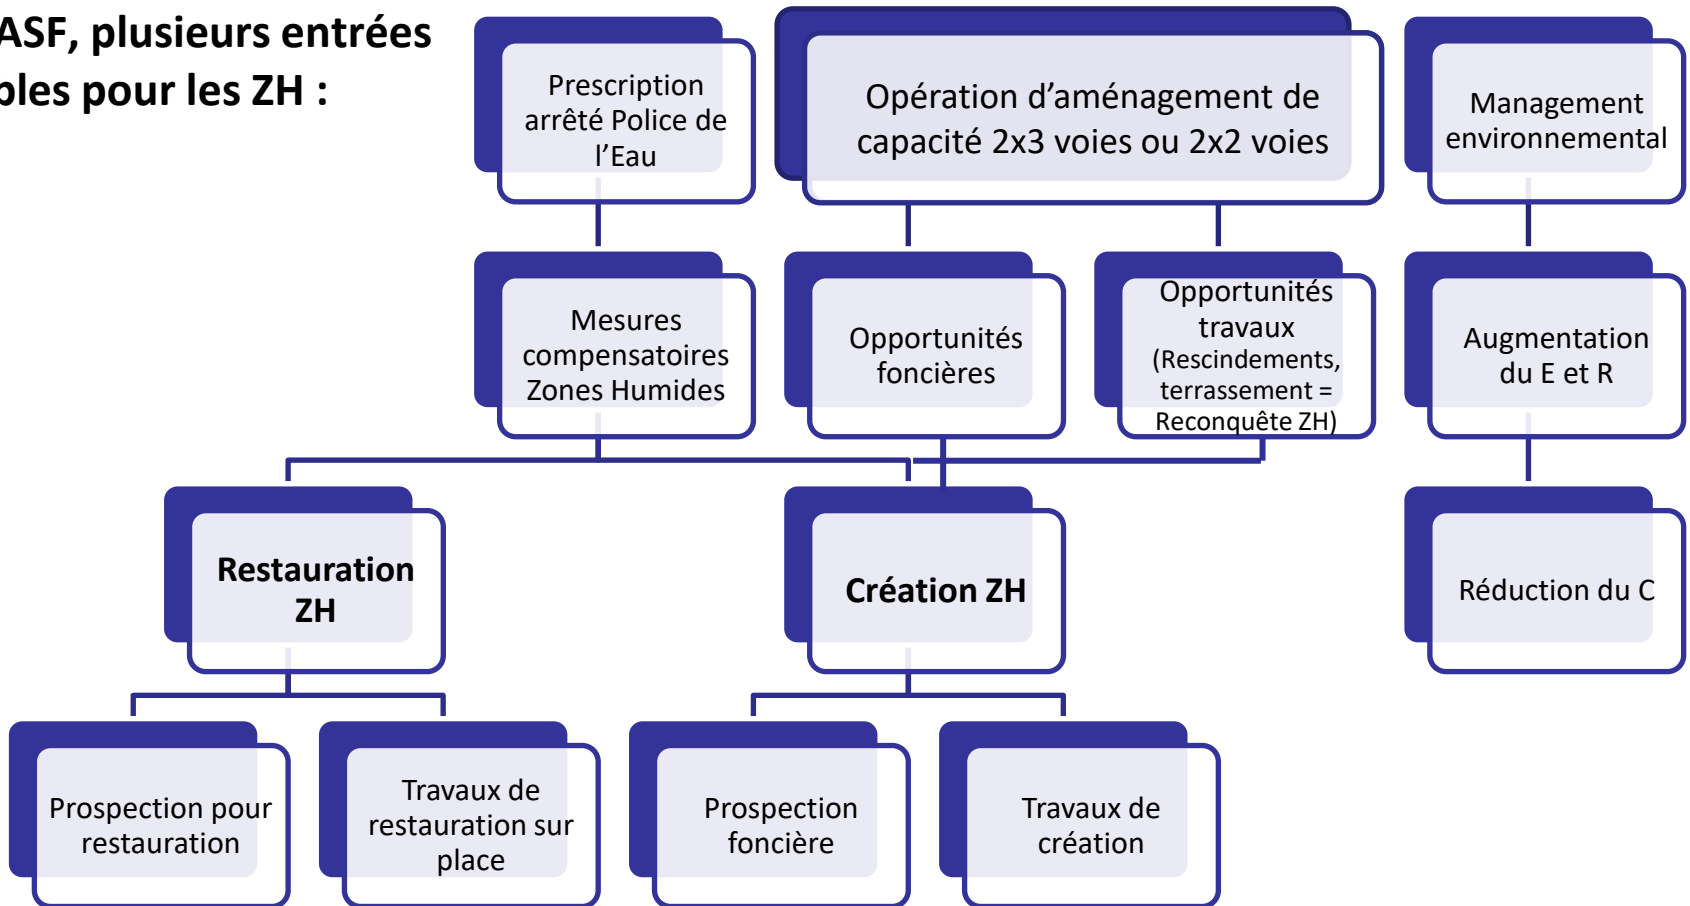 ASF, plusieurs entrées
pour les ZH :
Prescription
arrêté Police de
l'Eau
Opération d'aménagement de
capacité 2x3 voies ou 2x2 voies
Management
environnemental
Mesures
compensatoires
Zones Humides
Opportunités
foncières
Opportunités
travaux
(Rescindements,
terrassement =
Reconquête ZH)
Augmentation
du E et R
Restauration
ZH
Création ZH
Réduction du C
Prospection pour
restauration
Travaux de
restauration sur
place
Prospection
foncière
Travaux de
création